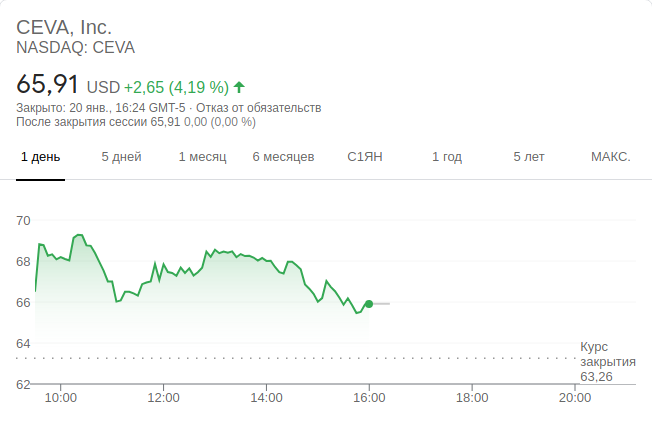 CEVA, Inc.
NASDAQ: CEVA
65,91 USD +2,65 (4,19 %)
Закрыто: 20 янв., 16:24 GMT-5 · Отказ от обязательств
После закрытия сессии 65,91 0,00 (0,00 %)
1 день 5 дней 1 месяц 6 месяцев С1ЯН 1 год 5 лет МАКС.
70
68
66
64
Курс
закрытия
63,26
62
10:00 12:00 14:00 16:00 18:00 20:00